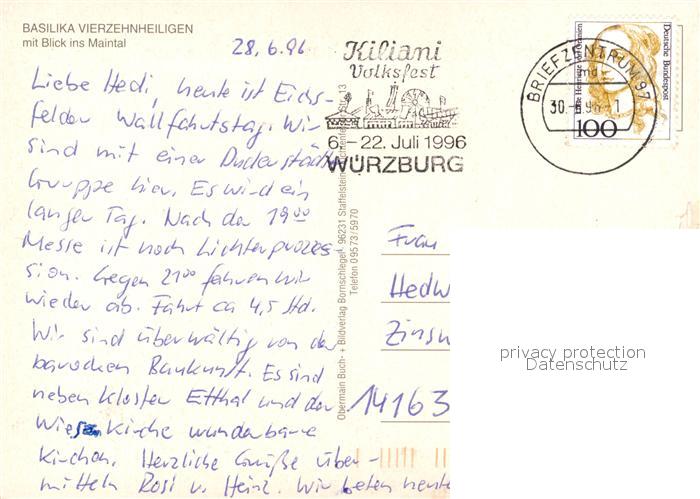 BASILIKA VIERZEHNHEILIGEN
mit Blick ins Maintal
28.6.96
Liebe Hedi, heute ist Eichs-
felder Wallfahrtstag. Wir
sind mit einer Duderstädter
Gruppe hier. Es wird ein
langer Tag. Nach der 1900
Messe ist noch Lichterprozes-
sion. Gegen 2100 fahren wir
wieder ab. Fahrt ca 4,5 Std.
Wir sind überwältig von der
barocken Baukunst. Es sind
neben Kloster Etthal und der
Wieskirche wunderbare
Kirchen. Herzliche Grüße über-
mitteln Rosi u. Heinz. Wir beten heute
Kiliani
Volksfest
6.–22. Juli 1996
WÜRZBURG
BRIEFZENTRUM 97
md
30.-6.96-1
Deutsche Bundespost
100
Obermain Buch- + Bildverlag Bornschlegel, 96231 Staffelstein
Telefon 09573/5970
Frau
Hedw
Zinsw
14163
privacy protection
Datenschutz